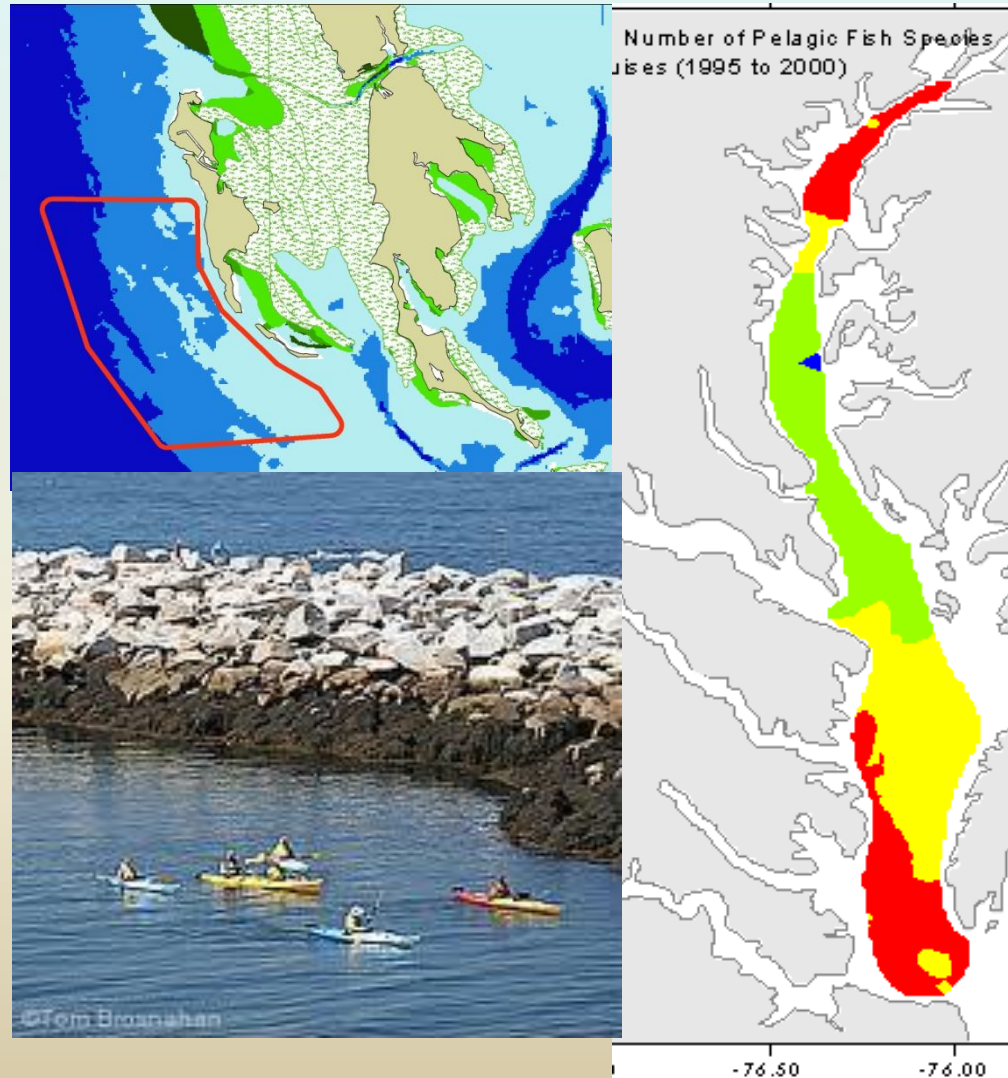 Number of Pelagic Fish Species
uises (1995 to 2000)
©Tom Brosnahan
-76.50
-76.00